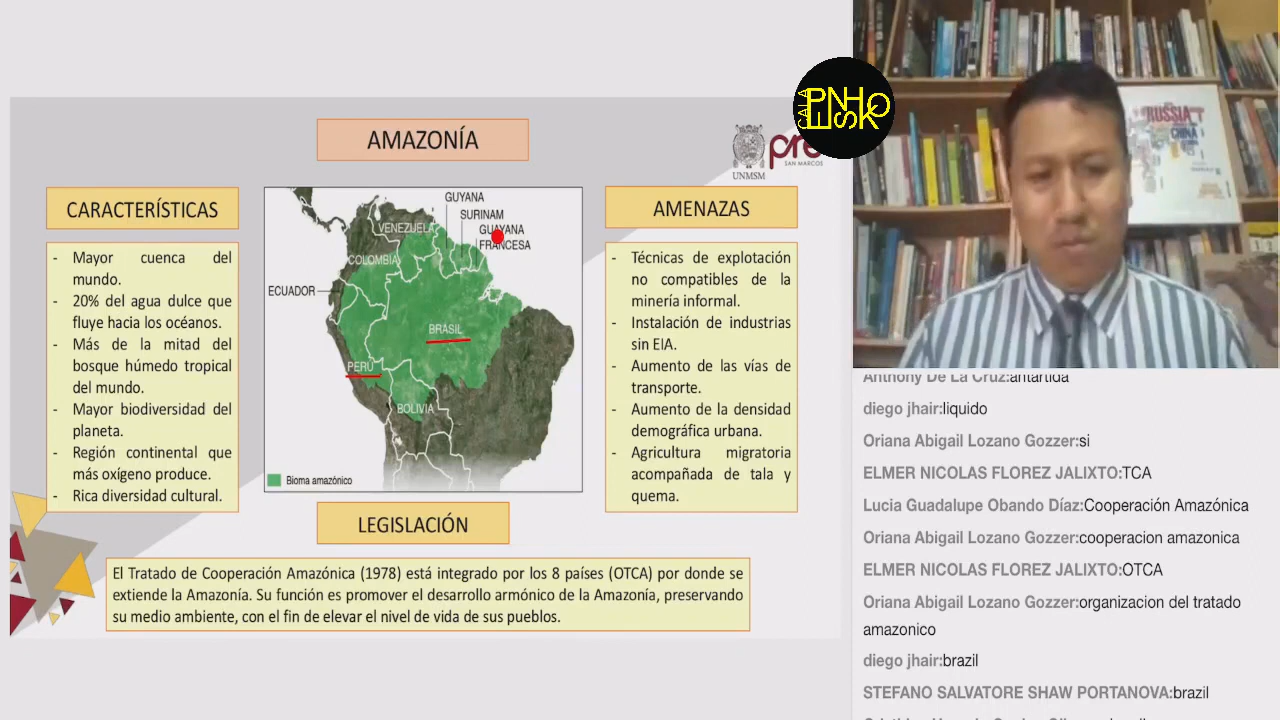 AMAZONÍA
UNMSM
pre
SAN MARCOS
CARACTERÍSTICAS
- Mayor cuenca del
mundo.
- 20% del agua dulce que
fluye hacia los océanos.
- Más de la mitad del
bosque húmedo tropical
del mundo.
- Mayor biodiversidad del
planeta.
- Región continental que
más oxígeno produce.
- Rica diversidad cultural.
GUYANA
SURINAM
GUAYANA
FRANCESA
VENEZUELA
COLOMBIA
ECUADOR
BRASIL
PERÚ
BOLIVIA
Bioma amazónico
AMENAZAS
- Técnicas de explotación
no compatibles de la
minería informal.
- Instalación de industrias
sin EIA.
- Aumento de las vías de
transporte.
- Aumento de la densidad
demográfica urbana.
- Agricultura migratoria
acompañada de tala y
quema.
LEGISLACIÓN
El Tratado de Cooperación Amazónica (1978) está integrado por los 8 países (OTCA) por donde se
extiende la Amazonía. Su función es promover el desarrollo armónico de la Amazonía, preservando
su medio ambiente, con el fin de elevar el nivel de vida de sus pueblos.
RUSSIA
CHINA
Anthony De La Cruz:antártida
diego jhair:liquido
Oriana Abigail Lozano Gozzer:si
ELMER NICOLAS FLOREZ JALIXTO:TCA
Lucia Guadalupe Obando Díaz:Cooperación Amazónica
Oriana Abigail Lozano Gozzer:cooperacion amazonica
ELMER NICOLAS FLOREZ JALIXTO:OTCA
Oriana Abigail Lozano Gozzer:organizacion del tratado
amazonico
diego jhair:brazil
STEFANO SALVATORE SHAW PORTANOVA:brazil